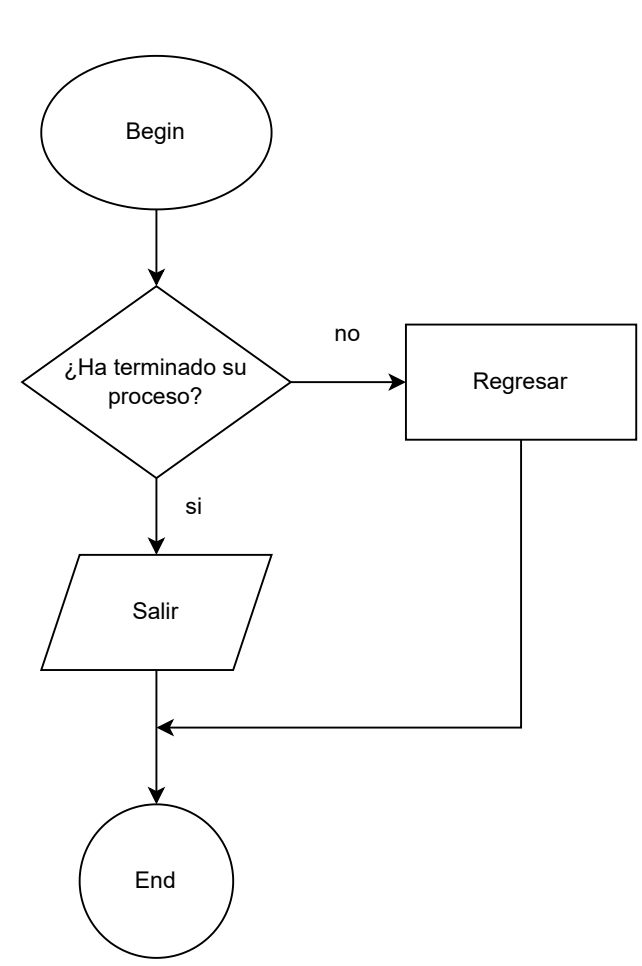 Begin
¿Ha terminado su
proceso?
no
Regresar
si
Salir
End